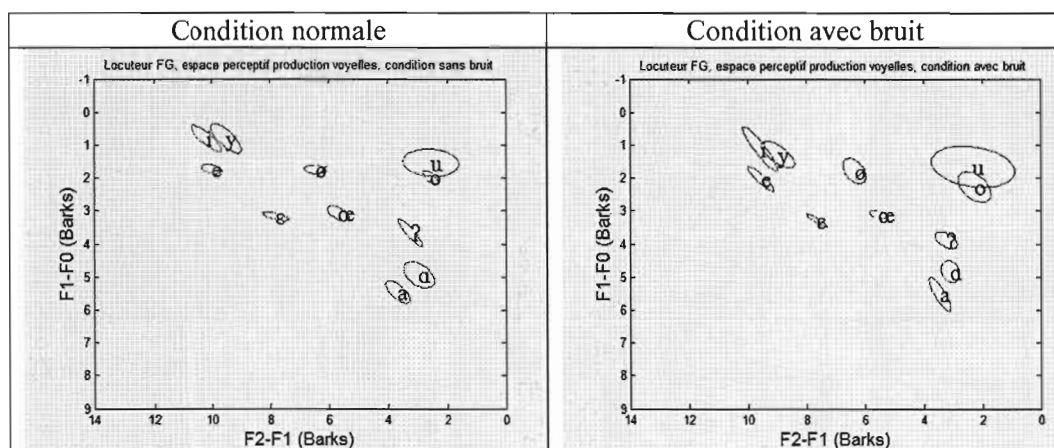 Condition normale
Condition avec bruit
Locuteur FG, espace perceptif production voyelles, condition sans bruit
-1
0
1
2
3
4
5
6
7
8
9
14
12
10
8
6
4
2
0
F1-F0 (Barks)
F2-F1 (Barks)
i
y
e
ø
u
o
ε
œ
ɑ
a
Locuteur FG, espace perceptif production voyelles, condition avec bruit
-1
0
1
2
3
4
5
6
7
8
9
14
12
10
8
6
4
2
0
F1-F0 (Barks)
F2-F1 (Barks)
i
y
e
ø
u
o
ε
œ
ɑ
a